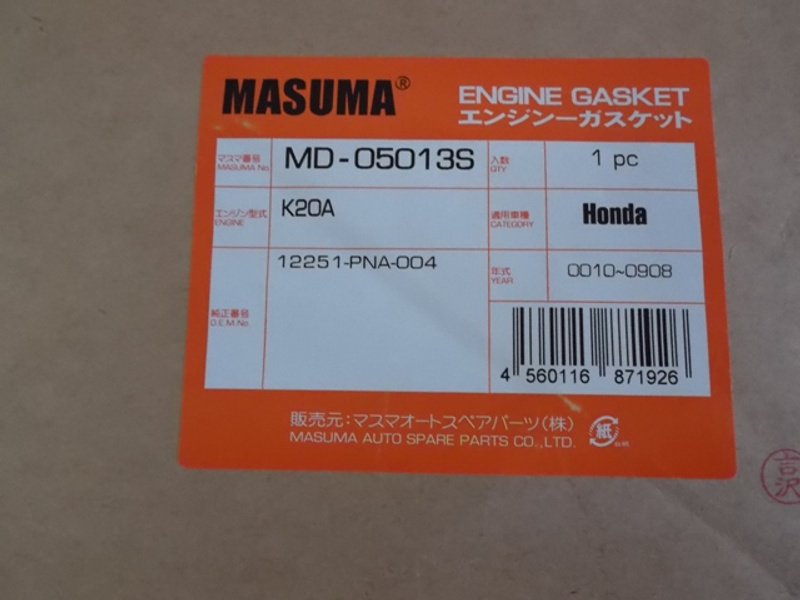 MASUMA®
ENGINE GASKET
エンジンーガスケット
マスマ番号
MASUMA No.
MD-05013S
入数
QTY
1 pc
エンジン型式
ENGINE
K20A
適用車種
CATEGORY
Honda
純正番号
O.E.M.No.
12251-PNA-004
年式
YEAR
0010~0908
4 560116 871926
販売元:マスマオートスペアパーツ(株)
MASUMA AUTO SPARE PARTS CO.,LTD.
紙